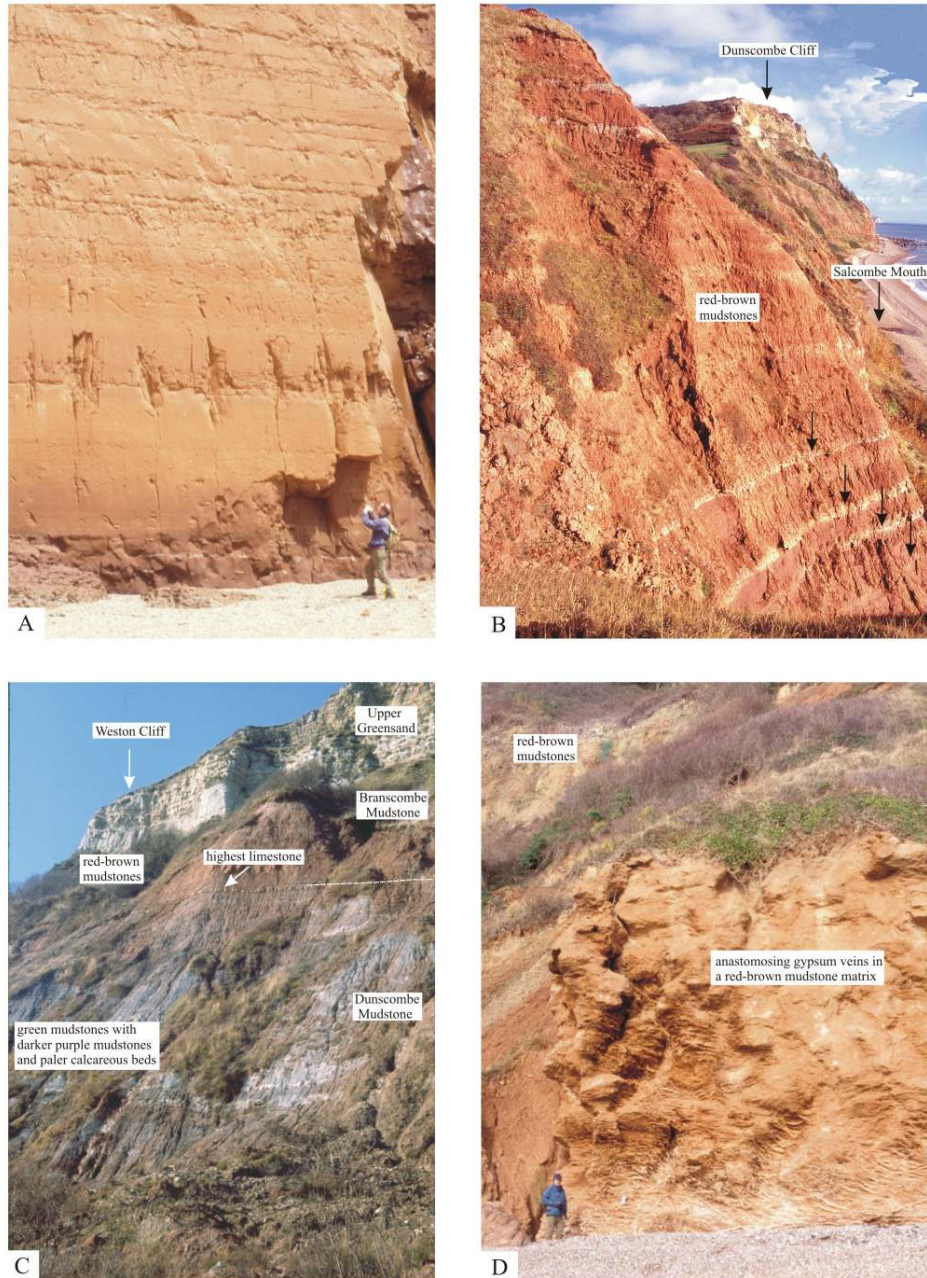 A
Dunscombe Cliff
Salcombe Mouth
red-brown
mudstones
B
Weston Cliff
Upper
Greensand
Branscombe
Mudstone
red-brown
mudstones
highest limestone
Dunscombe
Mudstone
green mudstones with
darker purple mudstones
and paler calcareous beds
C
red-brown
mudstones
anastomosing gypsum veins in
a red-brown mudstone matrix
D